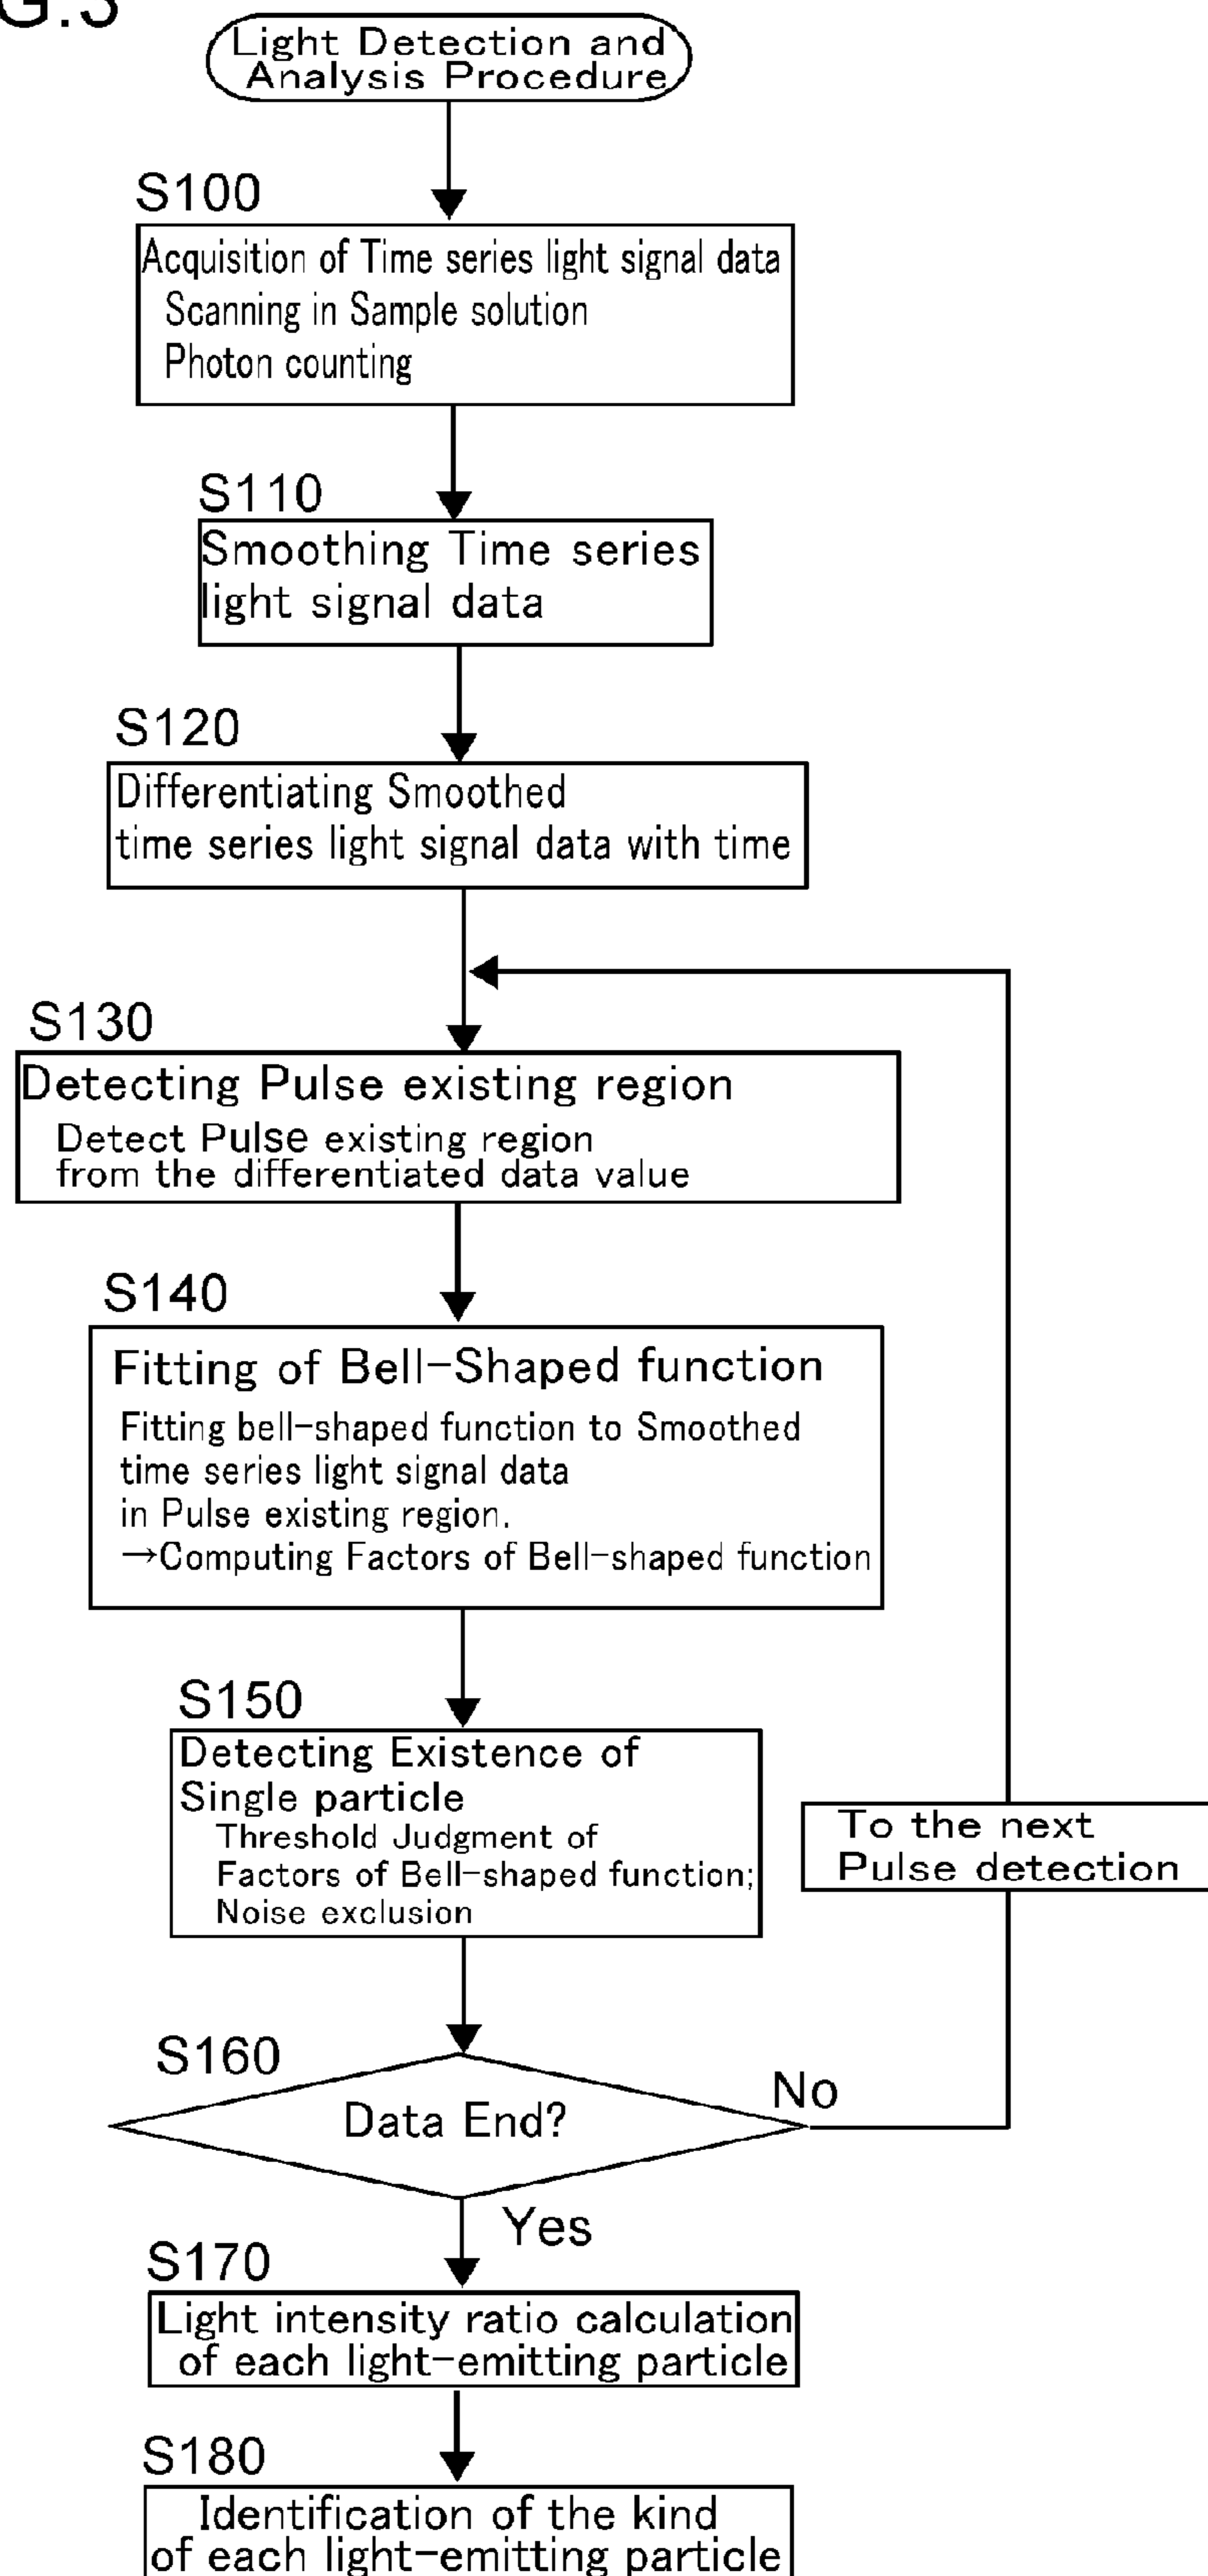 G.3
Light Detection and
Analysis Procedure
S100
Acquisition of Time series light signal data
Scanning in Sample solution
Photon counting
S110
Smoothing Time series
light signal data
S120
Differentiating Smoothed
time series light signal data with time
S130
Detecting Pulse existing region
Detect Pulse existing region
from the differentiated data value
S140
Fitting of Bell-Shaped function
Fitting bell-shaped function to Smoothed
time series light signal data
in Pulse existing region.
→Computing Factors of Bell-shaped function
S150
Detecting Existence of
Single particle
Threshold Judgment of
Factors of Bell-shaped function;
Noise exclusion
To the next
Pulse detection
S160
Data End?
No
Yes
S170
Light intensity ratio calculation
of each light-emitting particle
S180
Identification of the kind
of each light-emitting particle